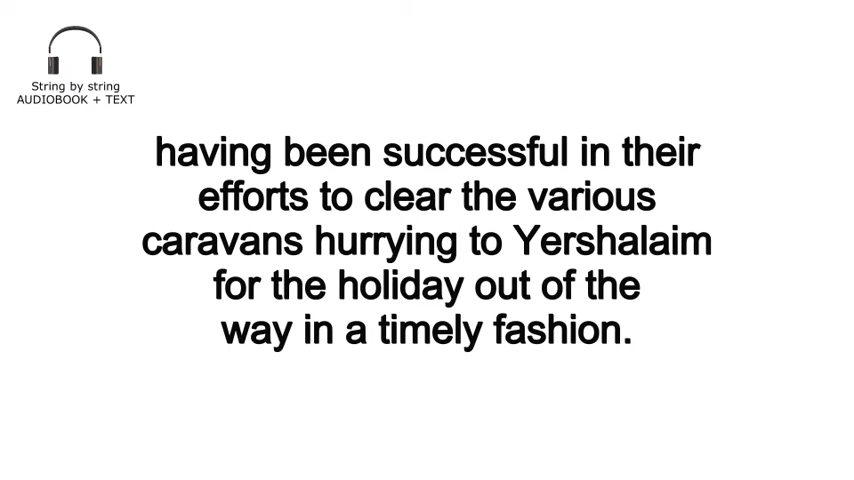 String by string
AUDIOBOOK + TEXT
having been successful in their
efforts to clear the various
caravans hurrying to Yershalaim
for the holiday out of the
way in a timely fashion.